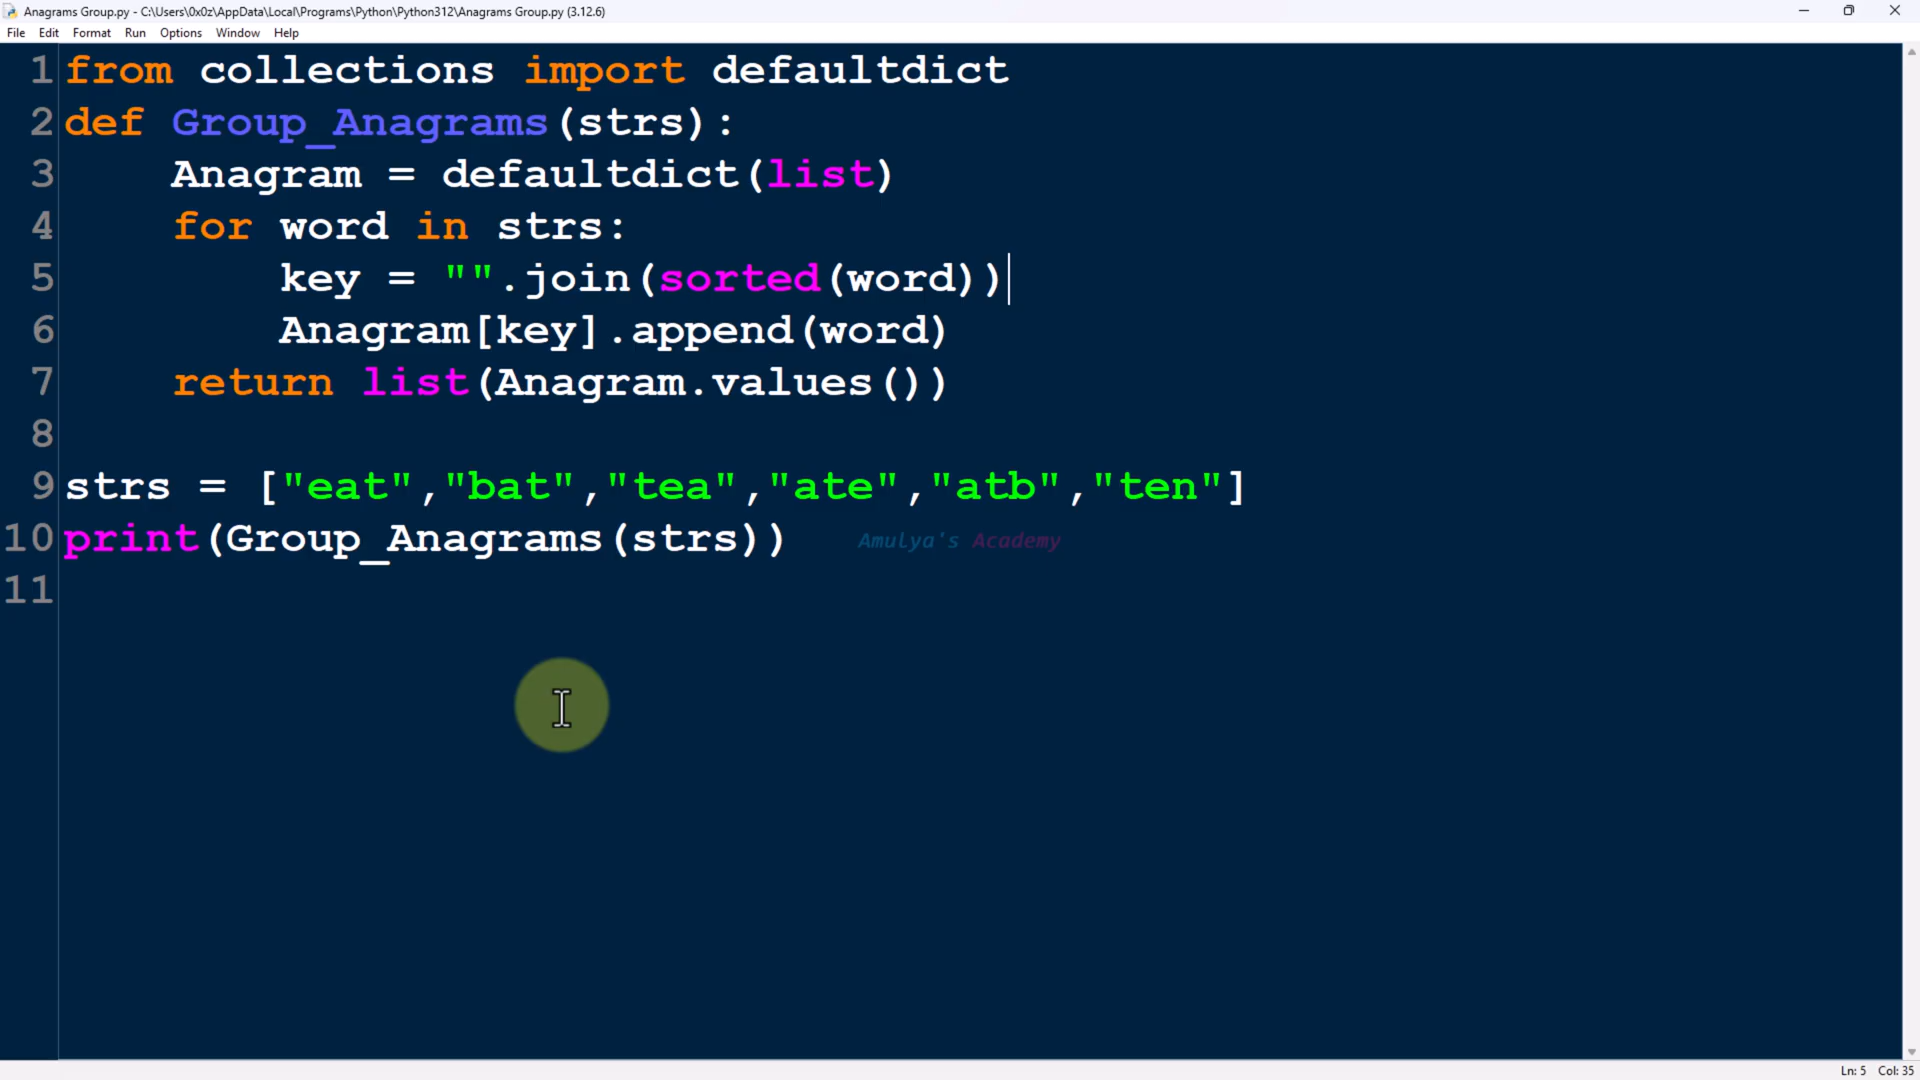 Anagrams Group.py - C:\Users\0x0z\AppData\Local\Programs\Python\Python312\Anagrams Group.py (3.12.6)
File Edit Format Run Options Window Help
1 from collections import defaultdict
2 def Group_Anagrams(strs):
3     Anagram = defaultdict(list)
4     for word in strs:
5         key = "".join(sorted(word))
6         Anagram[key].append(word)
7     return list(Anagram.values())
8
9 strs = ["eat","bat","tea","ate","atb","ten"]
10 print(Group_Anagrams(strs))
Amulya's Academy
11
Ln: 5 Col: 35